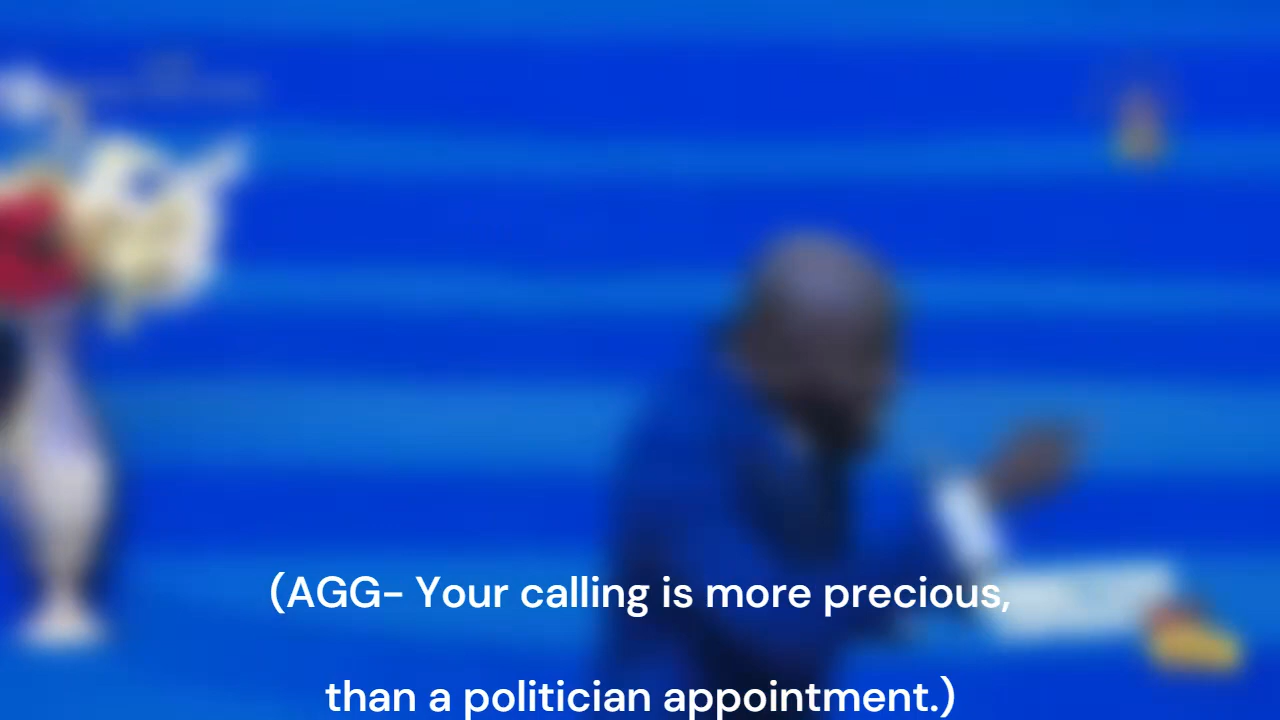 (AGG- Your calling is more precious,
than a politician appointment.)